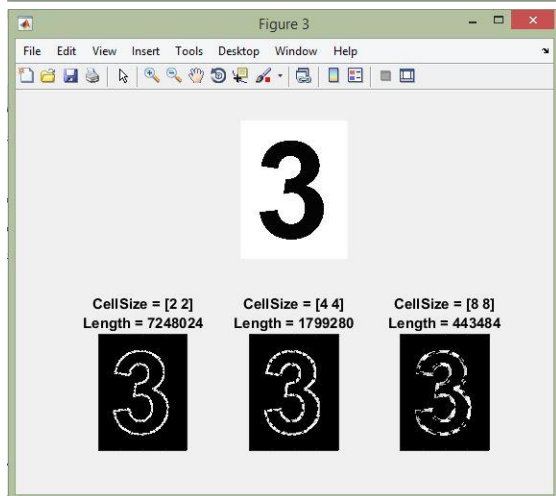 Figure 3
File Edit View Insert Tools Desktop Window Help
3
CellSize = [2 2] CellSize = [4 4] CellSize = [8 8]
Length = 7248024 Length = 1799280 Length = 443484
3 3 3